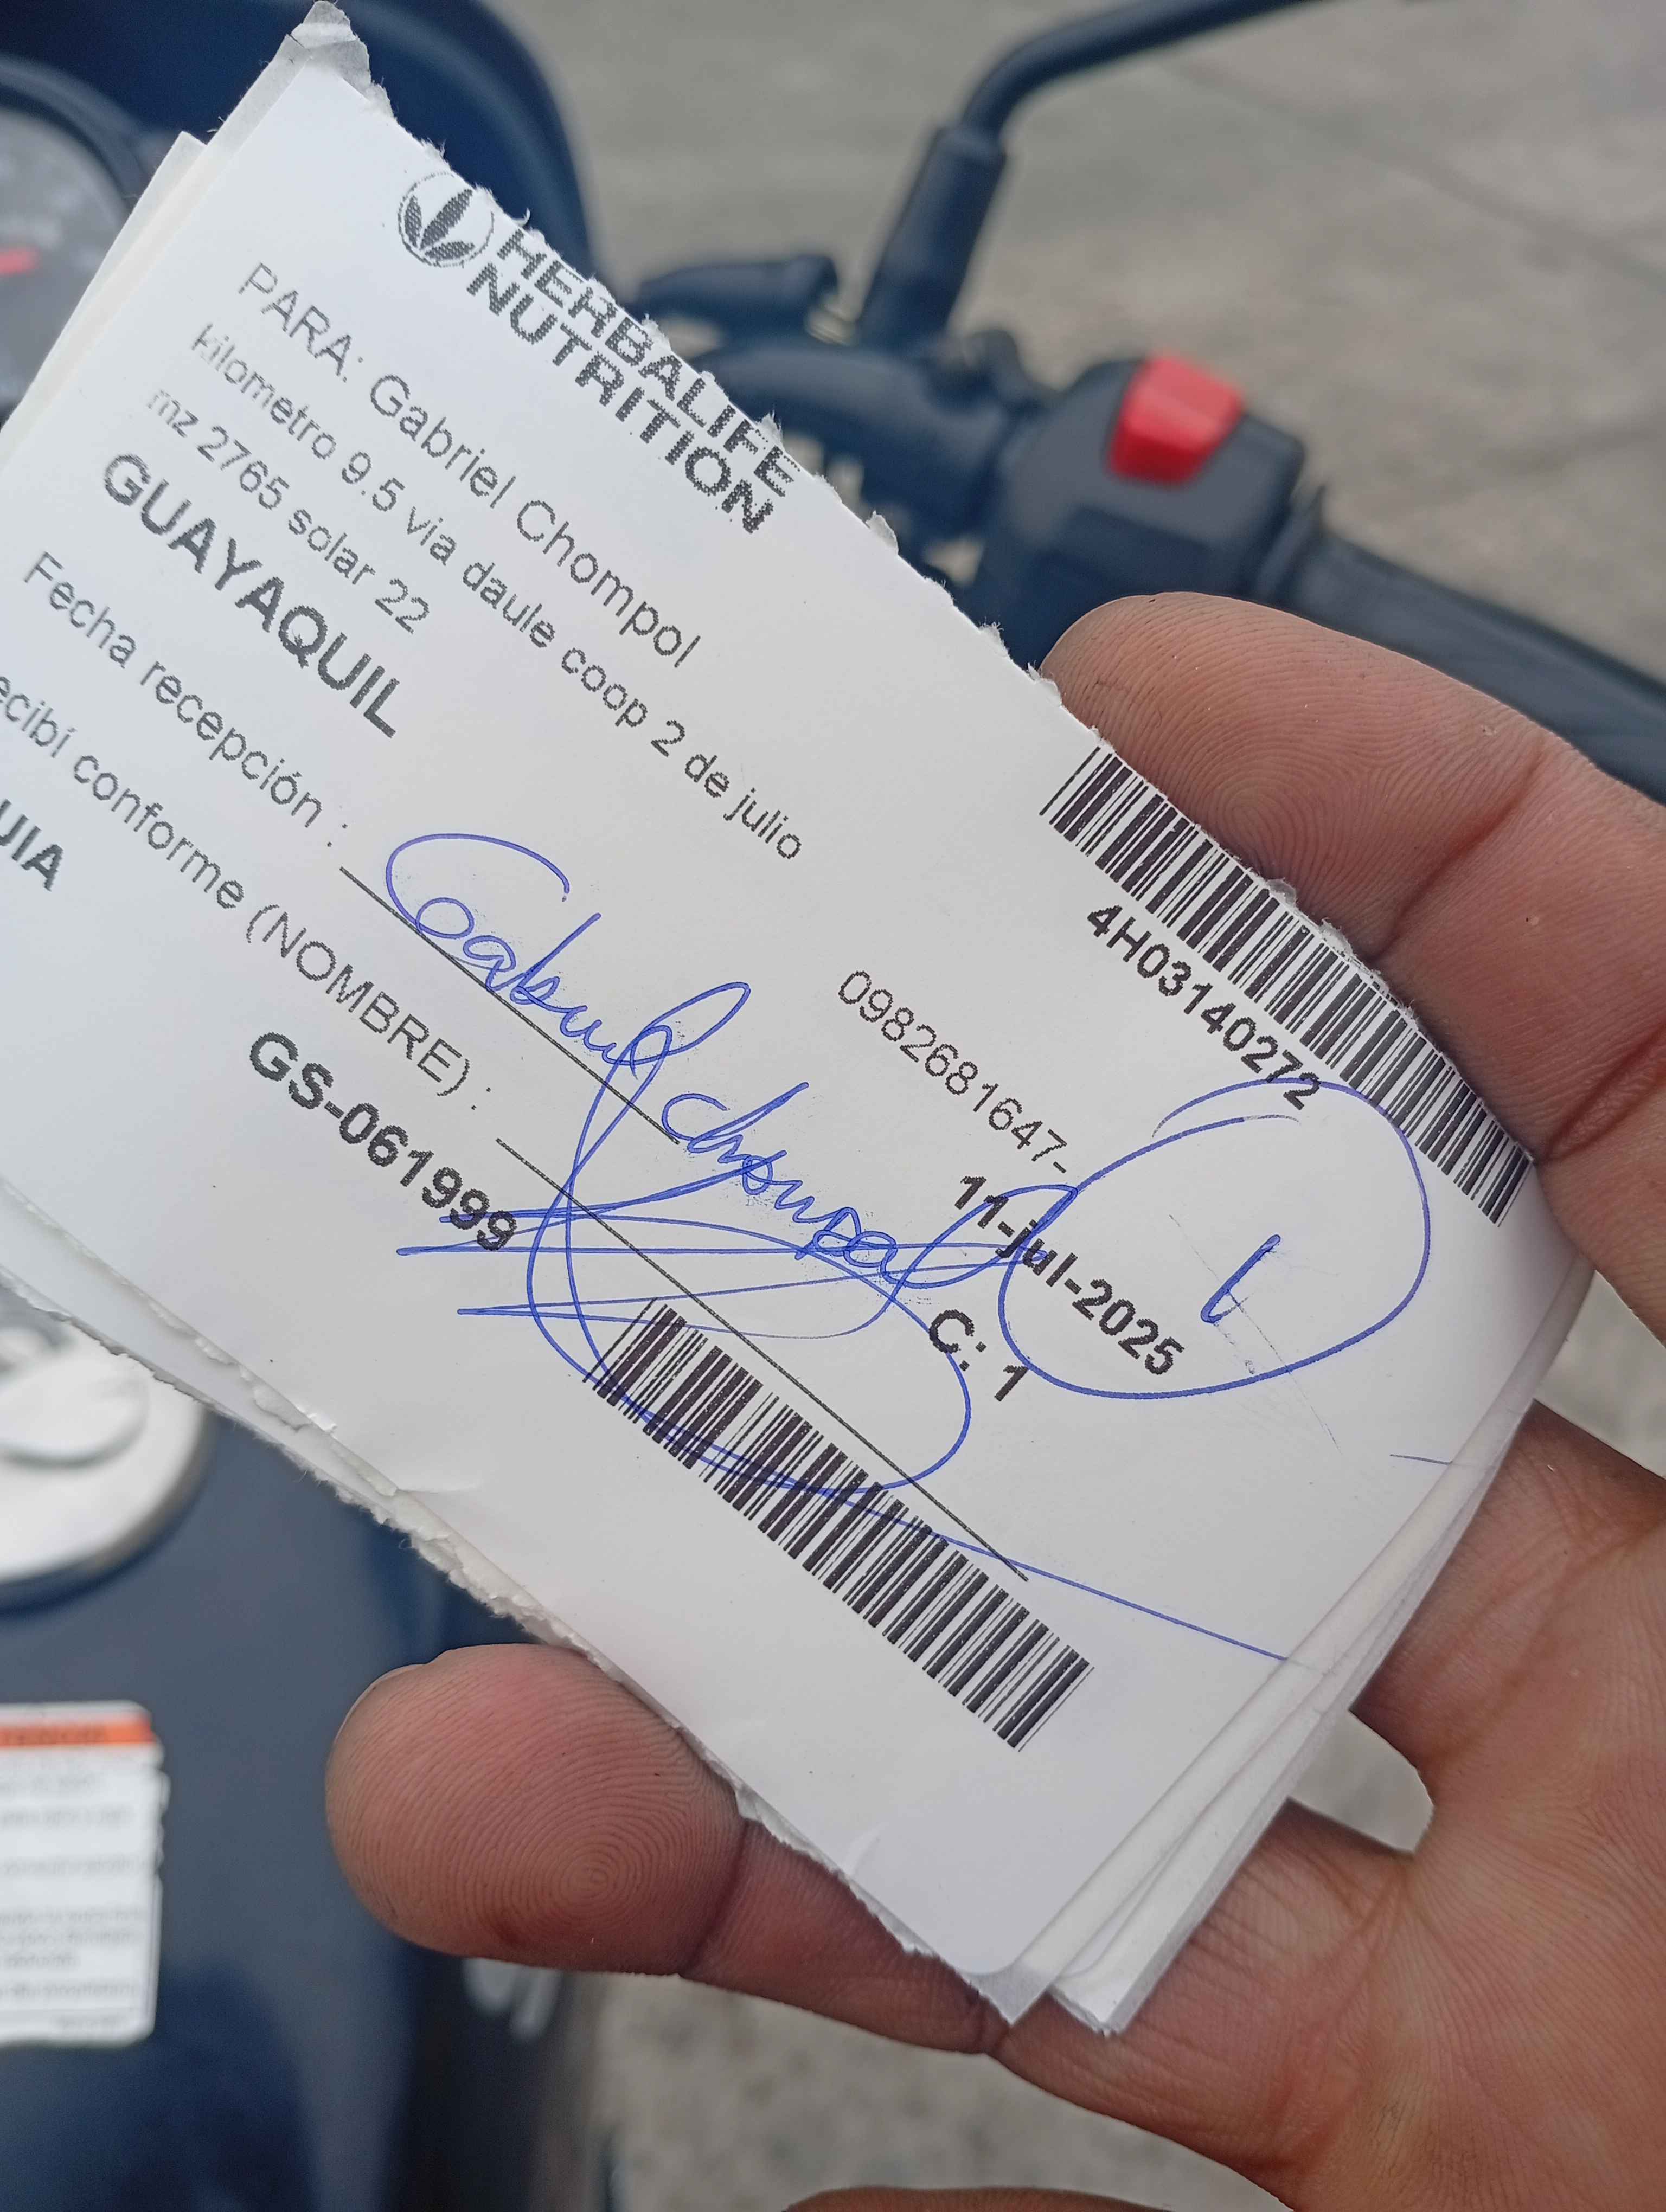 HERBALIFE
NUTRITION
4H03140272
PARA: Gabriel Chompol
kilometro 9.5 via daule coop 2 de julio
mz 2765 solar 22
0982681647-
GUAYAQUIL
11-jul-2025
Fecha recepción :
C: 1
Gabriel Chompol
1
ecibí conforme (NOMBRE) :
UIA
GS-061999